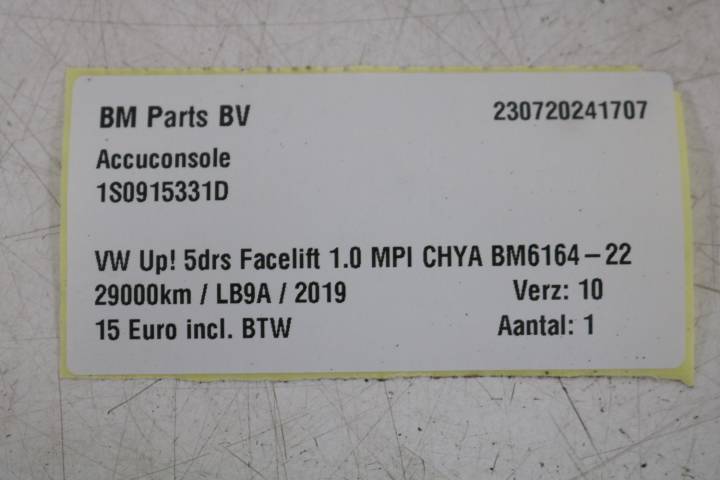 BM Parts BV 230720241707
Accuconsole
1S0915331D
VW Up! 5drs Facelift 1.0 MPI CHYA BM6164-22
29000km / LB9A / 2019 Verz: 10
15 Euro incl. BTW Aantal: 1